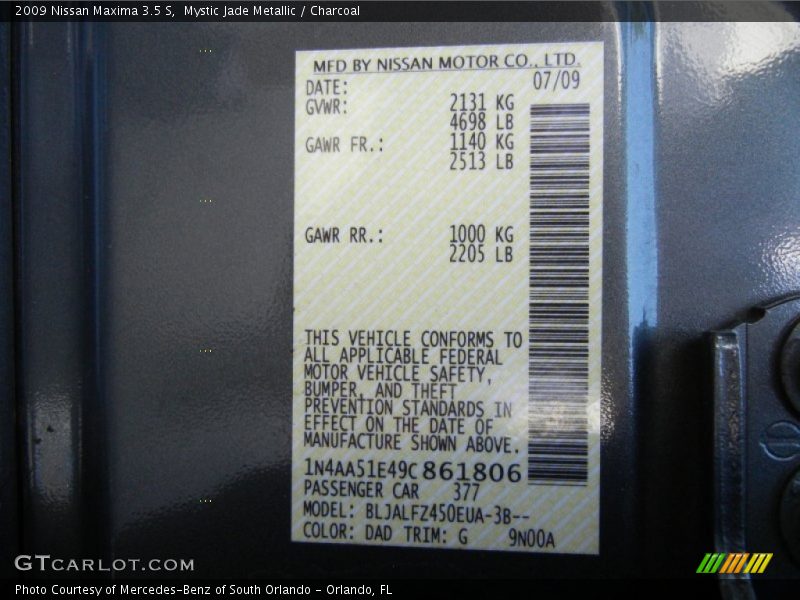 2009 Nissan Maxima 3.5 S,  Mystic Jade Metallic / Charcoal
MFD BY NISSAN MOTOR CO., LTD.
DATE: 07/09
GVWR: 2131 KG
4698 LB
GAWR FR.: 1140 KG
2513 LB
GAWR RR.: 1000 KG
2205 LB
THIS VEHICLE CONFORMS TO
ALL APPLICABLE FEDERAL
MOTOR VEHICLE SAFETY,
BUMPER, AND THEFT
PREVENTION STANDARDS IN
EFFECT ON THE DATE OF
MANUFACTURE SHOWN ABOVE.
1N4AA51E49C861806
PASSENGER CAR 377
MODEL: BLJALFZ450EUA-3B--
COLOR: DAD TRIM: G 9N00A
GTCARLOT.COM
Photo Courtesy of Mercedes-Benz of South Orlando - Orlando, FL